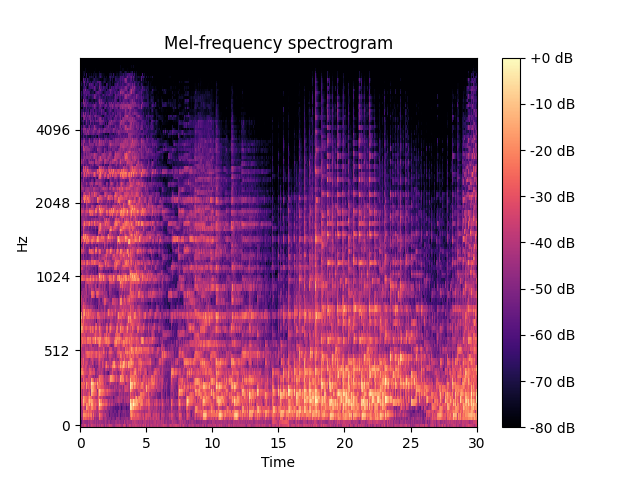 Mel-frequency spectrogram
+0 dB
-10 dB
-20 dB
-30 dB
-40 dB
-50 dB
-60 dB
-70 dB
-80 dB
4096
2048
1024
512
0
Hz
0 5 10 15 20 25 30
Time